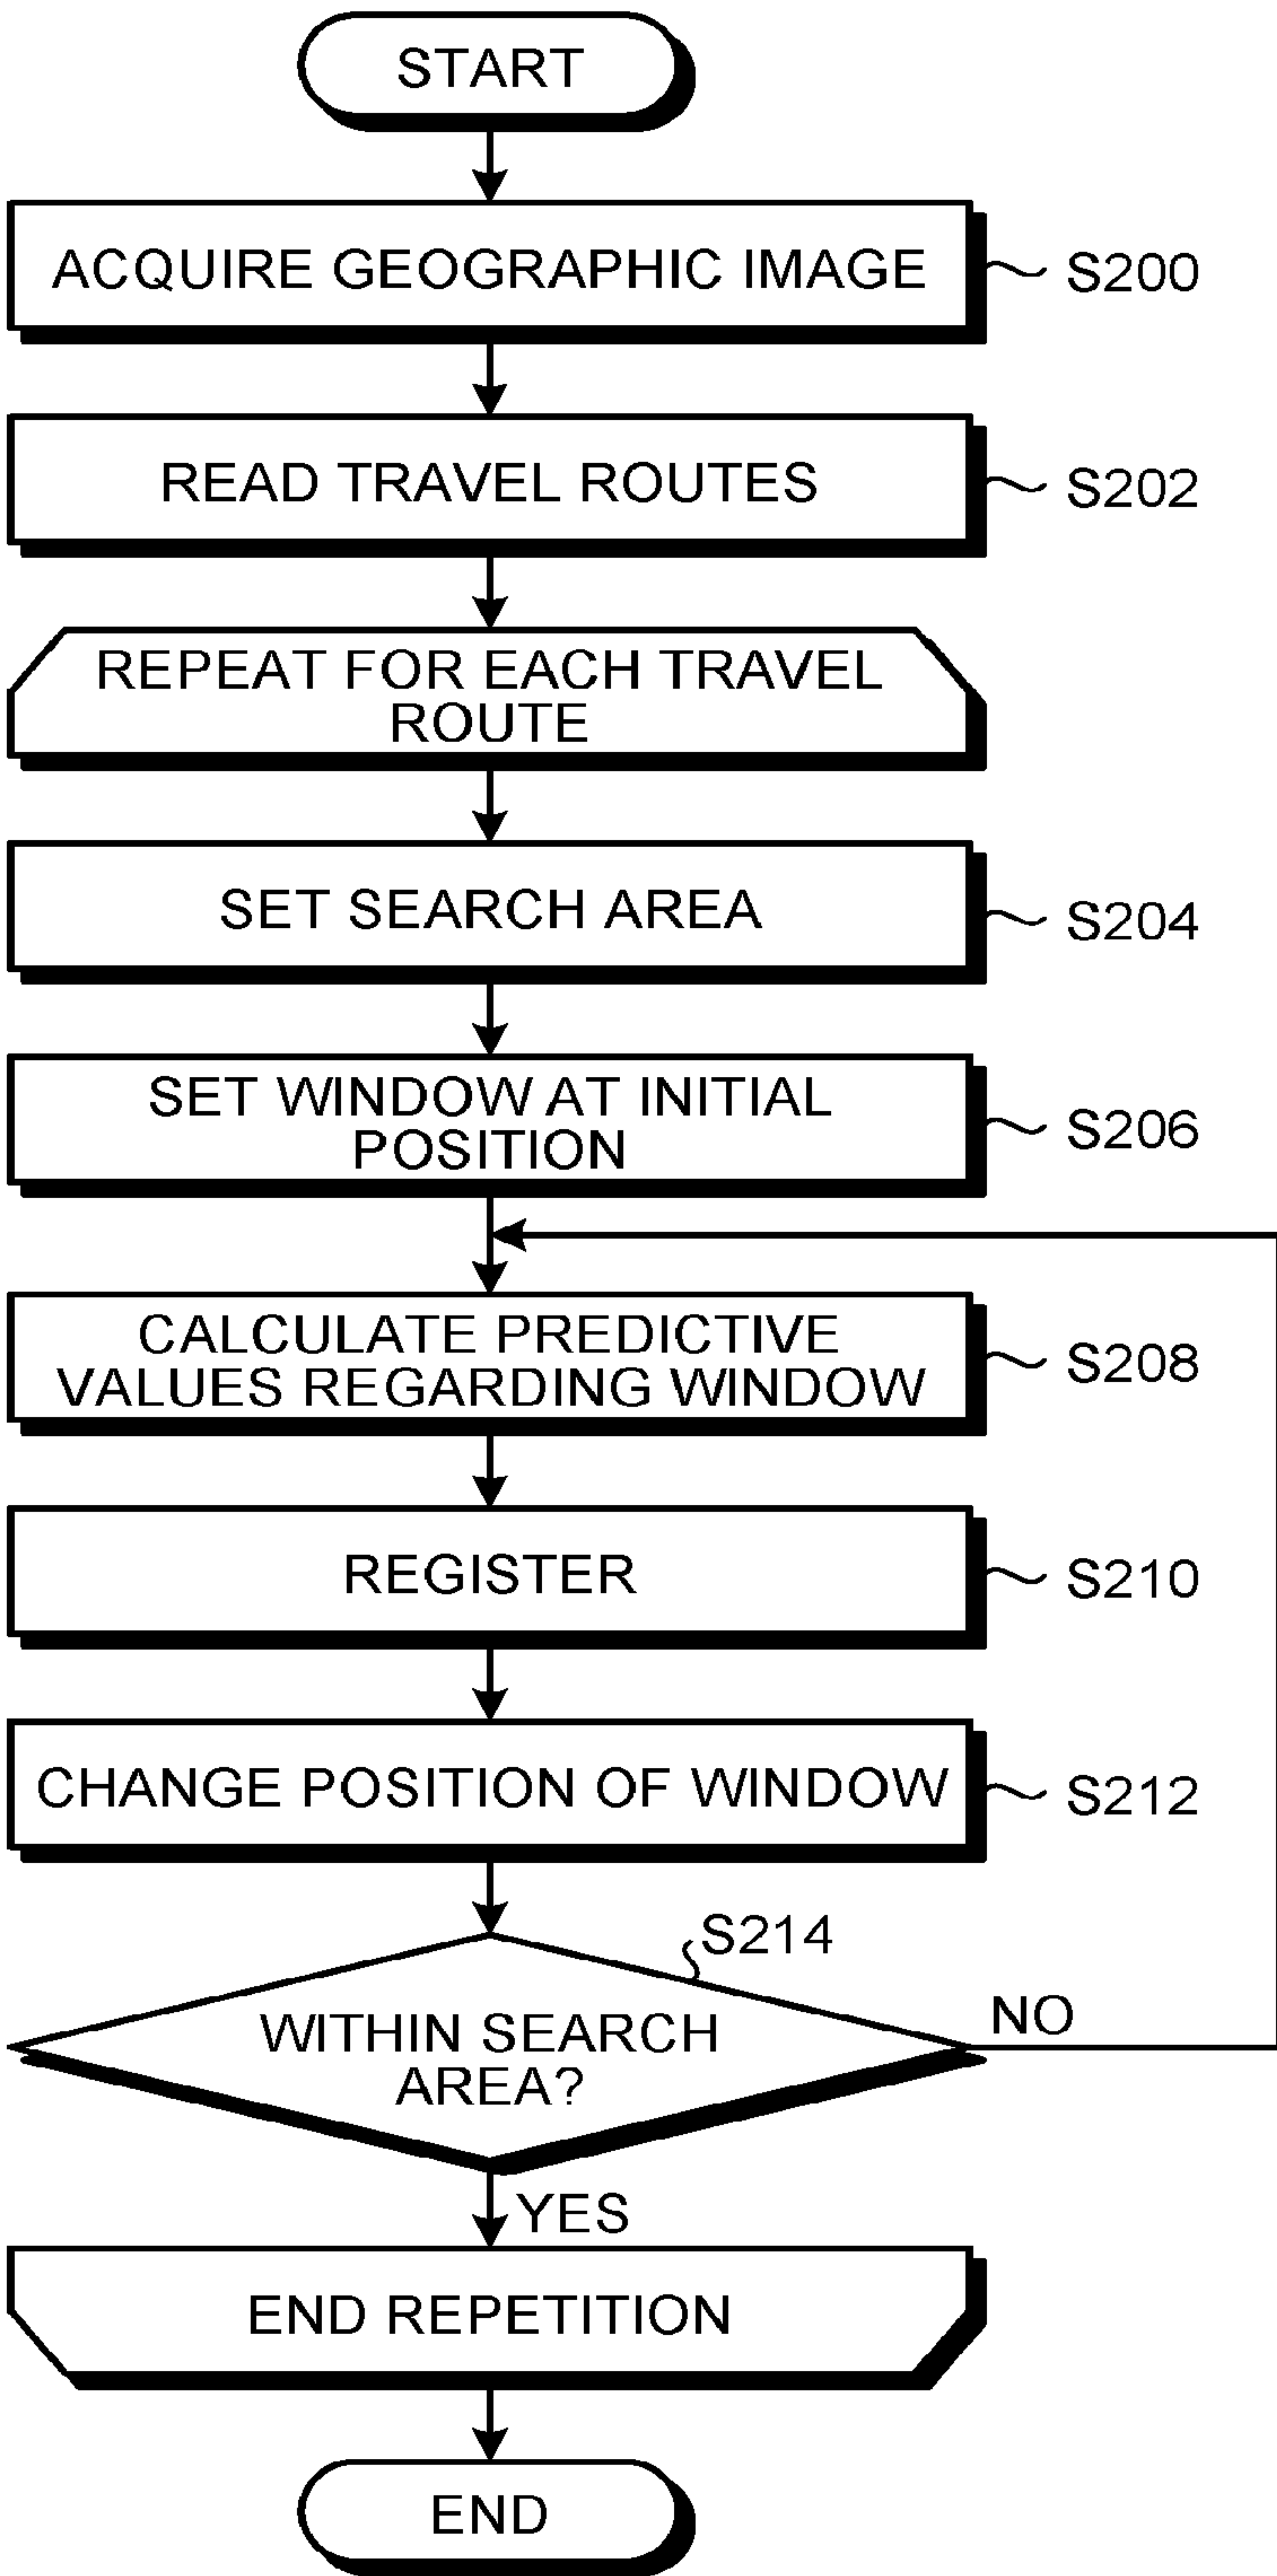 START
ACQUIRE GEOGRAPHIC IMAGE
S200
READ TRAVEL ROUTES
S202
REPEAT FOR EACH TRAVEL
ROUTE
SET SEARCH AREA
S204
SET WINDOW AT INITIAL
POSITION
S206
CALCULATE PREDICTIVE
VALUES REGARDING WINDOW
S208
REGISTER
S210
CHANGE POSITION OF WINDOW
S212
S214
WITHIN SEARCH
AREA?
NO
YES
END REPETITION
END